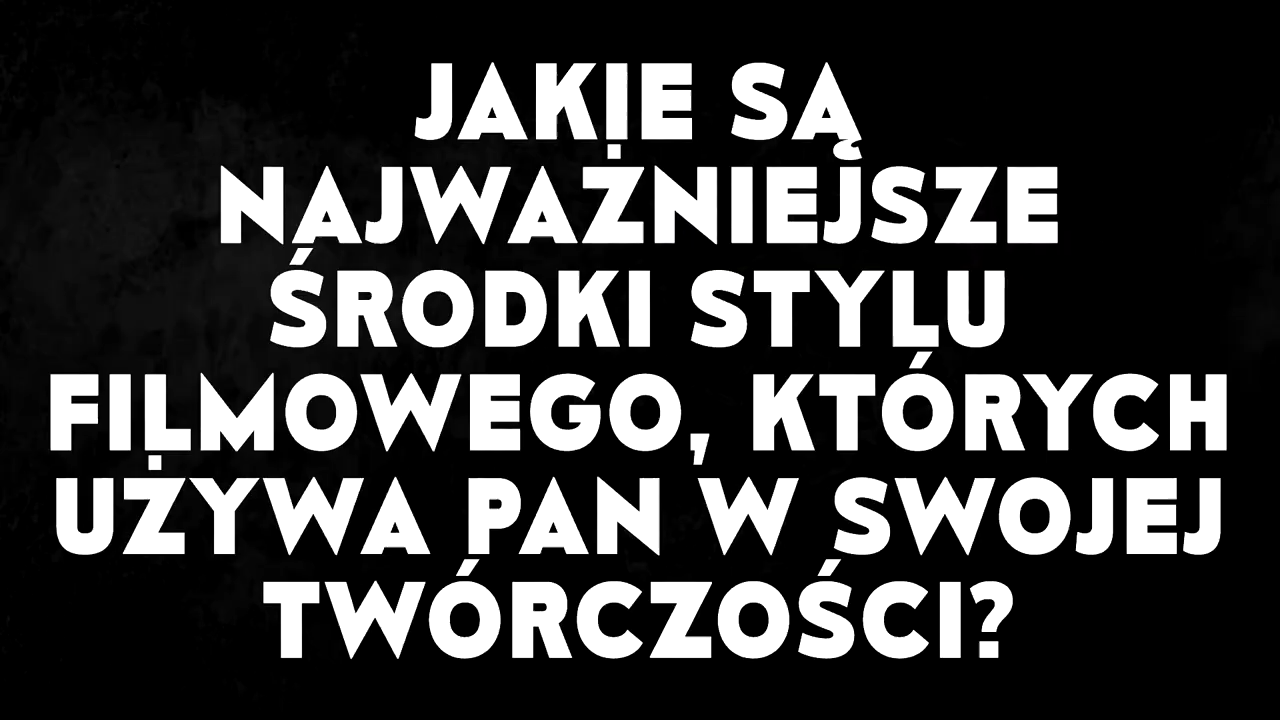 JAKIE SĄ
NAJWAŻNIEJSZE
ŚRODKI STYLU
FILMOWEGO, KTÓRYCH
UŻYWA PAN W SWOJEJ
TWÓRCZOŚCI?